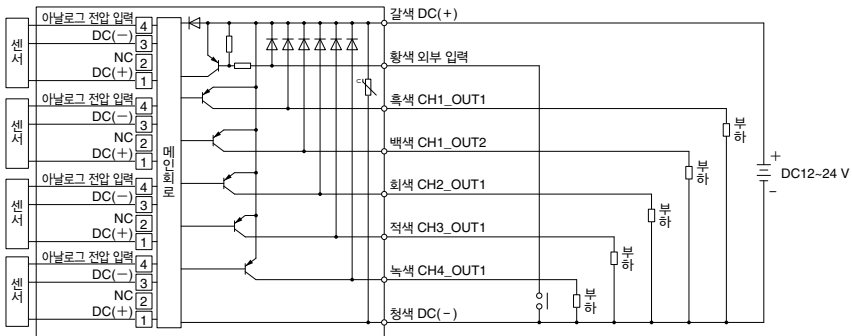 아날로그 전압 입력 4
DC(−) 3
NC 2
DC(+) 1
센서
아날로그 전압 입력 4
DC(−) 3
NC 2
DC(+) 1
센서
아날로그 전압 입력 4
DC(−) 3
NC 2
DC(+) 1
센서
아날로그 전압 입력 4
DC(−) 3
NC 2
DC(+) 1
센서
메인회로
갈색 DC(+)
황색 외부 입력
흑색 CH1_OUT1
백색 CH1_OUT2
회색 CH2_OUT1
적색 CH3_OUT1
녹색 CH4_OUT1
청색 DC(−)
부하
부하
부하
부하
부하
+
DC12~24 V
−